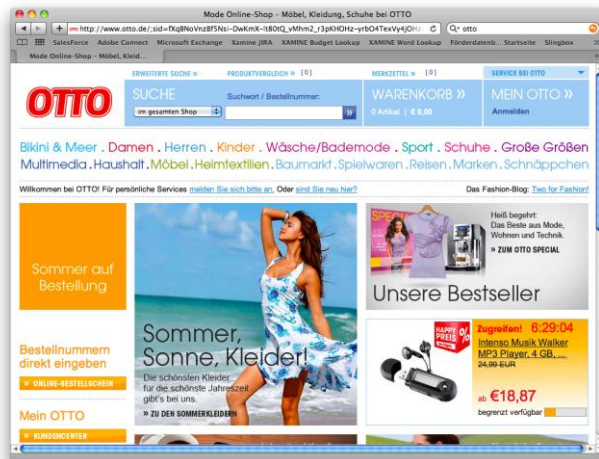 Mode Online-Shop – Möbel, Kleidung, Schuhe bei OTTO
otto
SalesForce Adobe Connect Microsoft Exchange Xamine JIRA XAMINE Budget Lookup XAMINE Word Lookup Förderdatenb... Startseite Slingbox
Mode Online-Shop – Möbel, Kleid...
ERWEITERTE SUCHE » PRODUKTVERGLEICH » [0] MERKZETTEL » [0] SERVICE BEI OTTO
OTTO
SUCHE
Suchwort / Bestellnummer:
im gesamten Shop
»
WARENKORB »
0 Artikel | € 0,00
MEIN OTTO »
Anmelden
Bikini & Meer . Damen . Herren . Kinder . Wäsche/Bademode . Sport . Schuhe . Große Größen
Multimedia . Haushalt . Möbel . Heimtextilien . Baumarkt . Spielwaren . Reisen . Marken . Schnäppchen
Willkommen bei OTTO! Für persönliche Services melden Sie sich bitte an. Oder sind Sie neu hier?
Das Fashion-Blog: Two for Fashion!
Sommer auf
Bestellung
Bestellnummern
direkt eingeben
» ONLINE-BESTELLSCHEIN
Mein OTTO
» KUNDENCENTER
Sommer,
Sonne, Kleider!
Die schönsten Kleider
für die schönste Jahreszeit
gibt's bei uns.
» ZU DEN SOMMERKLEIDERN
SPECIAL
Heiß begehrt:
Das Beste aus Mode,
Wohnen und Technik.
» ZUM OTTO SPECIAL
Unsere Bestseller
HAPPY
PREIS
%
Zugreifen! 6:29:04
Intenso Musik Walker
MP3 Player, 4 GB, ...
24,99 EUR
ab €18,87
begrenzt verfügbar